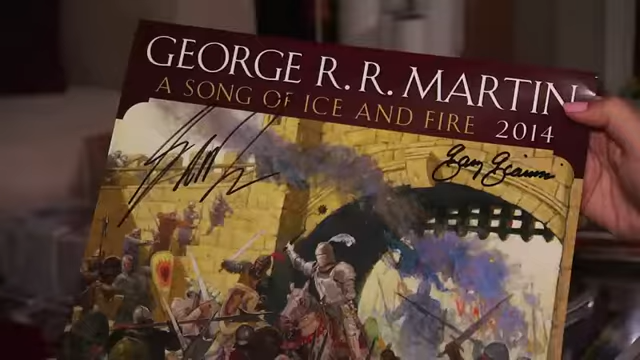 GEORGE R. R. MARTIN
A SONG OF ICE AND FIRE 2014
Gary Gianni